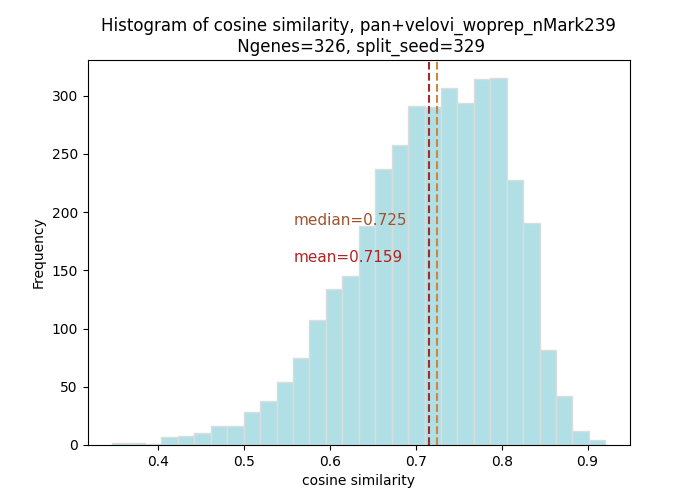 Histogram of cosine similarity, pan+velovi_woprep_nMark239
Ngenes=326, split_seed=329
Frequency
300
250
200
150
100
50
0
median=0.725
mean=0.7159
0.4 0.5 0.6 0.7 0.8 0.9
cosine similarity